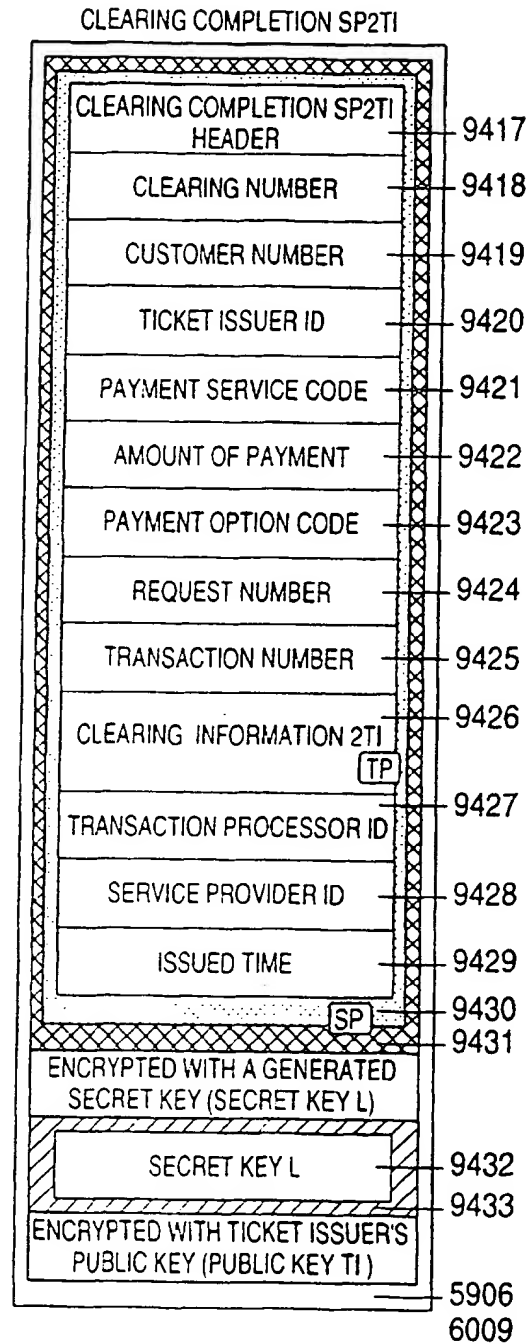 CLEARING COMPLETION SP2TI
CLEARING COMPLETION SP2TI
HEADER
9417
CLEARING NUMBER
9418
CUSTOMER NUMBER
9419
TICKET ISSUER ID
9420
PAYMENT SERVICE CODE
9421
AMOUNT OF PAYMENT
9422
PAYMENT OPTION CODE
9423
REQUEST NUMBER
9424
TRANSACTION NUMBER
9425
CLEARING INFORMATION 2TI
9426
TP
TRANSACTION PROCESSOR ID
9427
SERVICE PROVIDER ID
9428
ISSUED TIME
9429
SP
9430
9431
ENCRYPTED WITH A GENERATED
SECRET KEY (SECRET KEY L)
SECRET KEY L
9432
9433
ENCRYPTED WITH TICKET ISSUER'S
PUBLIC KEY (PUBLIC KEY TI )
5906
6009